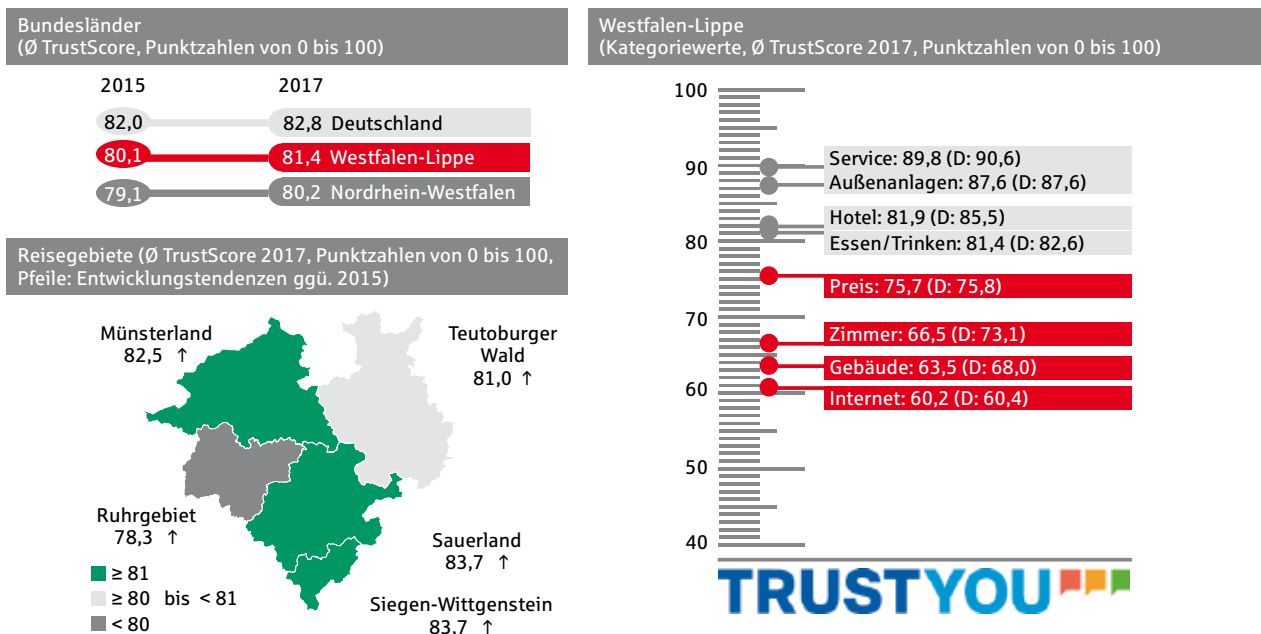 Bundesländer
(Ø TrustScore, Punktzahlen von 0 bis 100)
2015 2017
82,0 82,8 Deutschland
80,1 81,4 Westfalen-Lippe
79,1 80,2 Nordrhein-Westfalen
Reisegebiete (Ø TrustScore 2017, Punktzahlen von 0 bis 100,
Pfeile: Entwicklungstendenzen ggü. 2015)
Münsterland
82,5 ↑
Teutoburger
Wald
81,0 ↑
Ruhrgebiet
78,3 ↑
Sauerland
83,7 ↑
Siegen-Wittgenstein
83,7 ↑
≥ 81
≥ 80 bis < 81
< 80
Westfalen-Lippe
(Kategoriewerte, Ø TrustScore 2017, Punktzahlen von 0 bis 100)
100
90
80
70
60
50
40
Service: 89,8 (D: 90,6)
Außenanlagen: 87,6 (D: 87,6)
Hotel: 81,9 (D: 85,5)
Essen/Trinken: 81,4 (D: 82,6)
Preis: 75,7 (D: 75,8)
Zimmer: 66,5 (D: 73,1)
Gebäude: 63,5 (D: 68,0)
Internet: 60,2 (D: 60,4)
TRUSTYOU